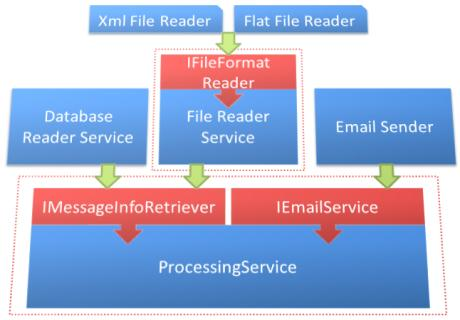 Xml File Reader
Flat File Reader
IFileFormat
Reader
Database
Reader Service
File Reader
Service
Email Sender
IMessageInfoRetriever
IEmailService
ProcessingService